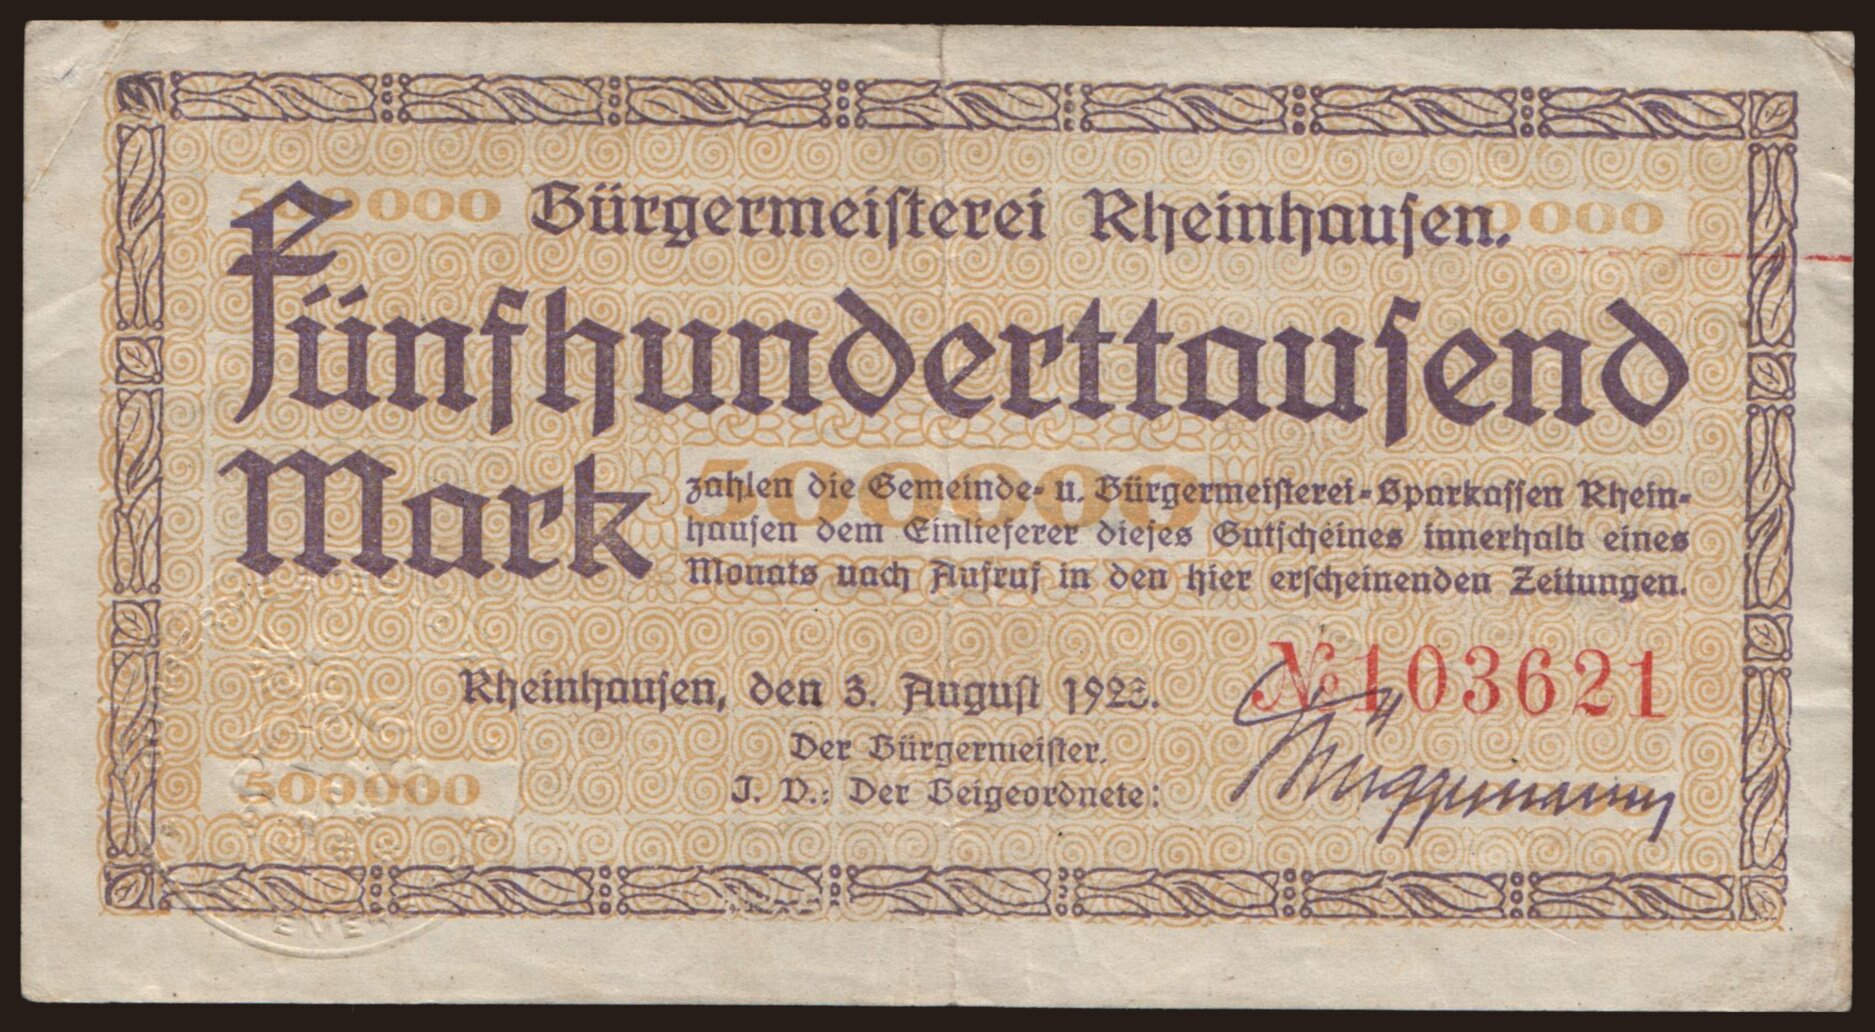 500000 Bürgermeisterei Rheinhausen. 0000
Fünfhunderttausend
Mark
500000
zahlen die Gemeinde- u. Bürgermeisterei-Sparkassen Rhein-
hausen dem Einlieferer dieses Gutscheines innerhalb eines
Monats nach Aufruf in den hier erscheinenden Zeitungen.
Rheinhausen, den 3. August 1923.
№ 103621
Der Bürgermeister.
I. V.: Der Beigeordnete:
500000